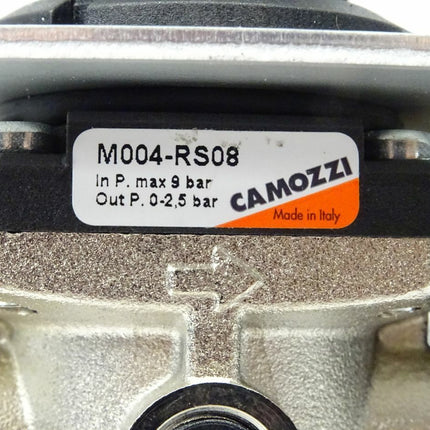 M004-RS08
In P. max 9 bar
Out P. 0-2,5 bar
CAMOZZI
Made in Italy